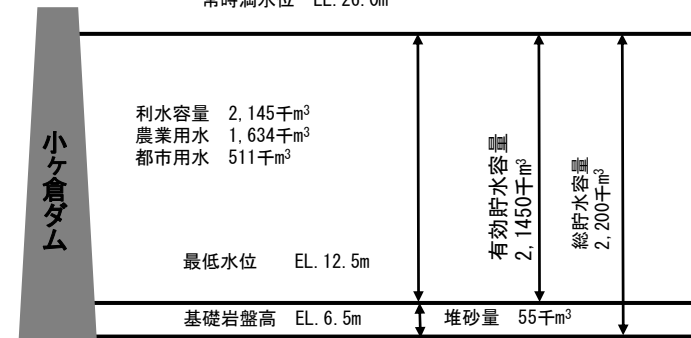 常時満水位 EL.26.0m
利水容量 2,145千m³
農業用水 1,634千m³
都市用水 511千m³
小ヶ倉ダム
有効貯水容量
2,1450千m³
総貯水容量
2,200千m³
最低水位 EL.12.5m
基礎岩盤高 EL.6.5m
堆砂量 55千m³